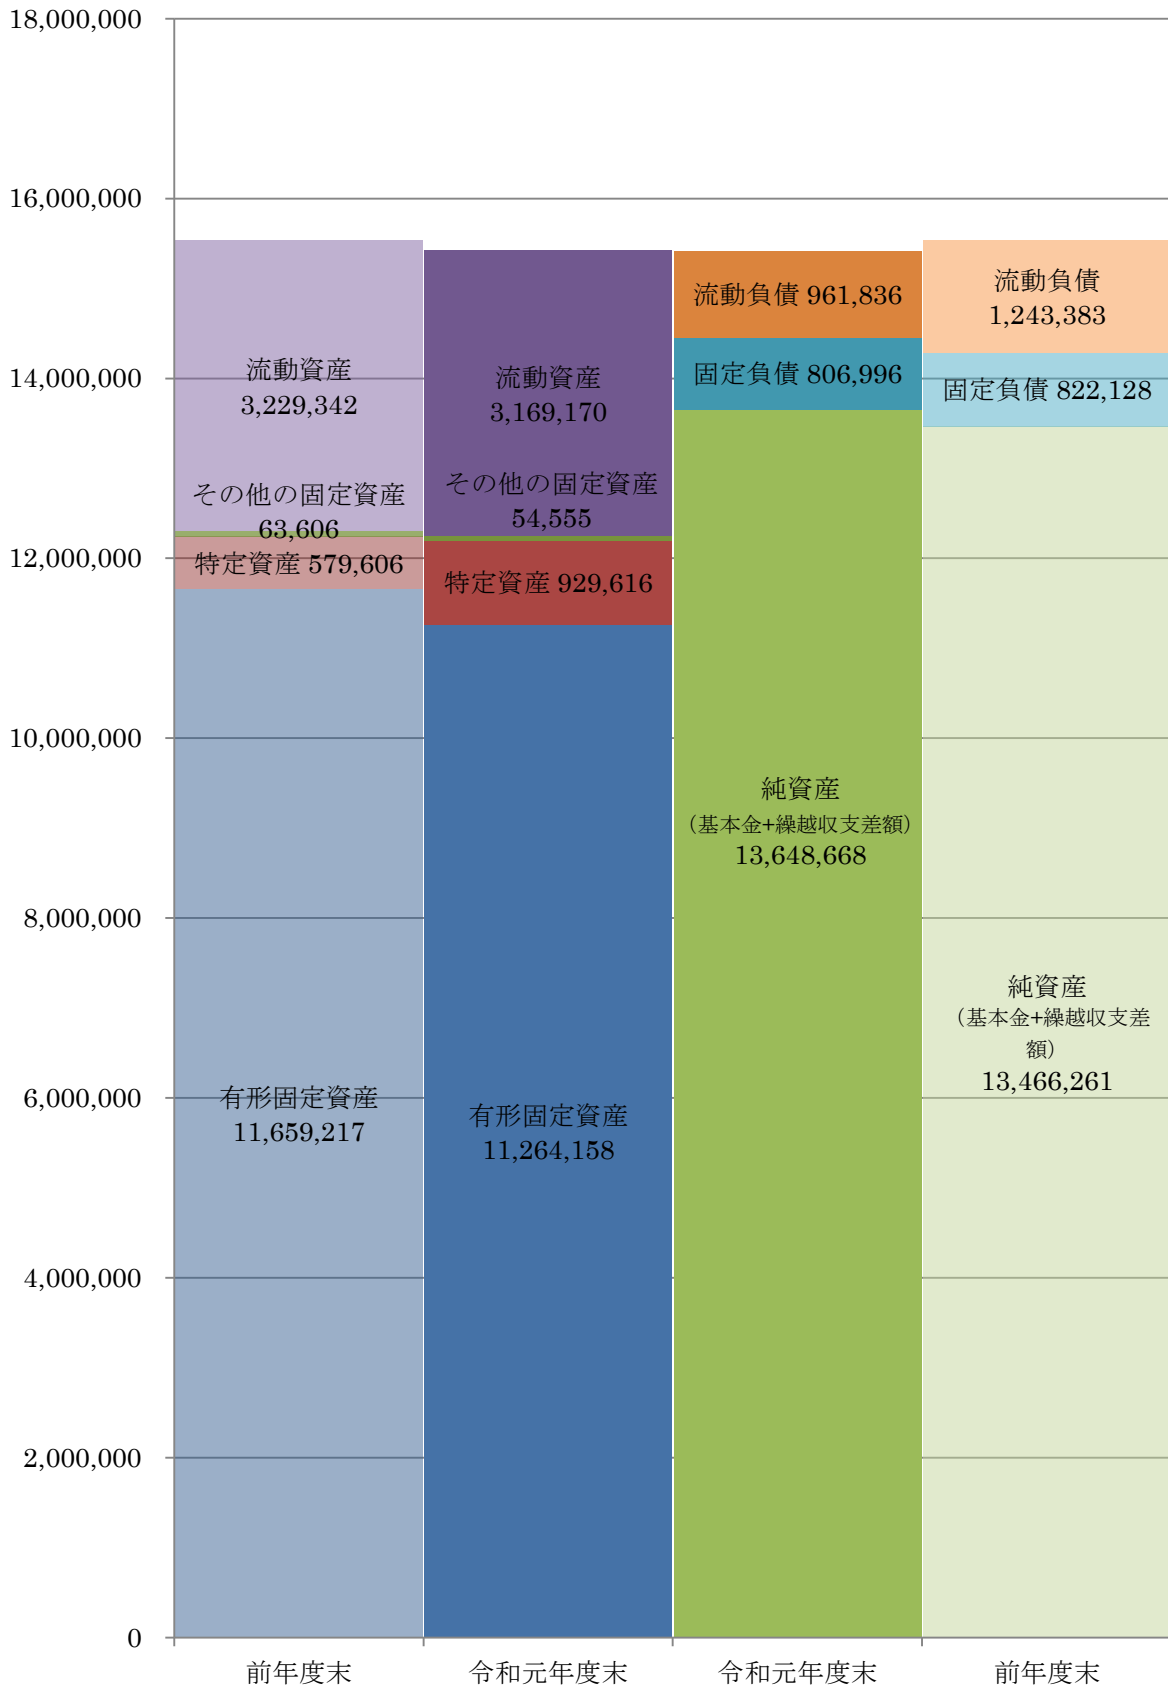 18,000,000
16,000,000
14,000,000
12,000,000
10,000,000
8,000,000
6,000,000
4,000,000
2,000,000
0
流動資産
3,229,342
その他の固定資産
63,606
特定資産 579,606
有形固定資産
11,659,217
前年度末
流動資産
3,169,170
その他の固定資産
54,555
特定資産 929,616
有形固定資産
11,264,158
令和元年度末
流動負債 961,836
固定負債 806,996
純資産
（基本金+繰越収支差額）
13,648,668
令和元年度末
流動負債
1,243,383
固定負債 822,128
純資産
（基本金+繰越収支差
額）
13,466,261
前年度末